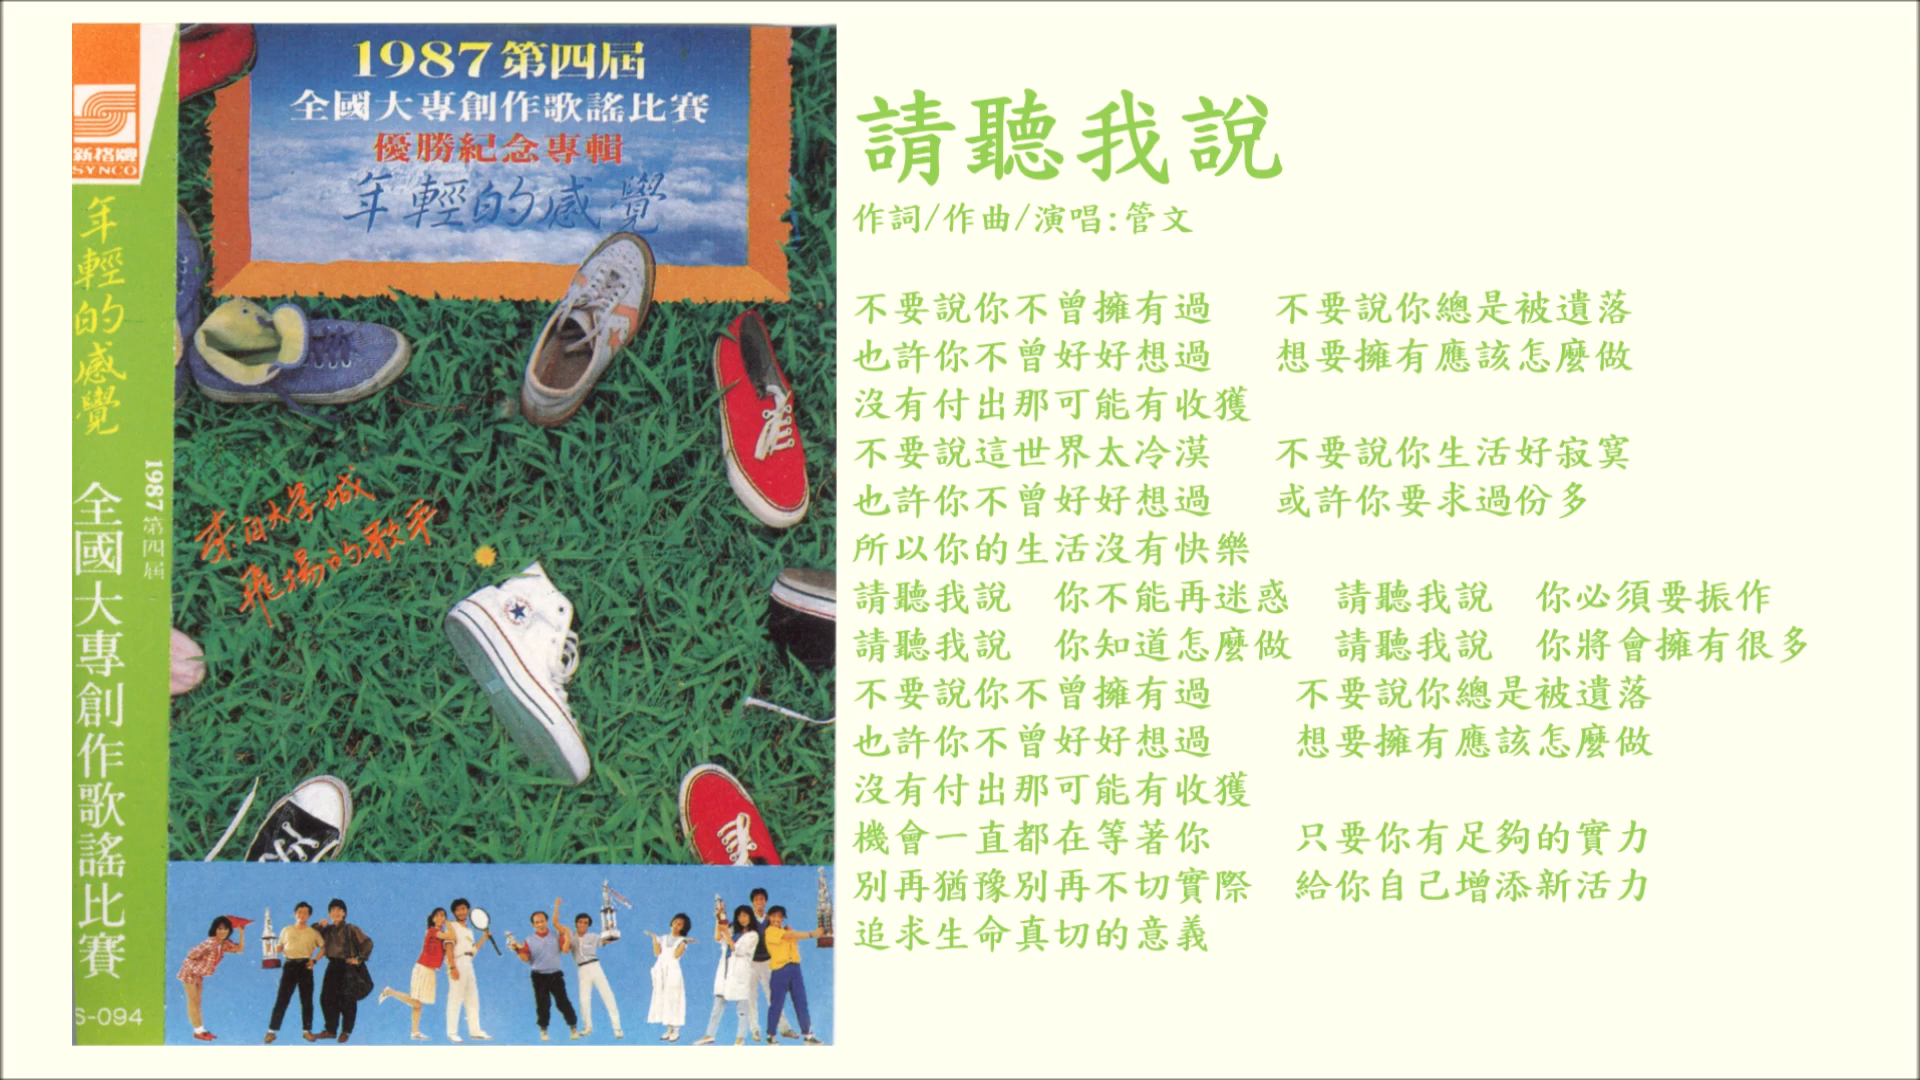 1987第四屆
全國大專創作歌謠比賽
優勝紀念專輯
年輕的感覺
新格牌
SYNCO
年輕的感覺
1987第四屆
全國大專創作歌謠比賽
S-094
來自大學城
飛揚的歌聲
請聽我說
作詞/作曲/演唱:管文
不要說你不曾擁有過 不要說你總是被遺落
也許你不曾好好想過 想要擁有應該怎麼做
沒有付出那可能有收獲
不要說這世界太冷漠 不要說你生活好寂寞
也許你不曾好好想過 或許你要求過份多
所以你的生活沒有快樂
請聽我說 你不能再迷惑 請聽我說 你必須要振作
請聽我說 你知道怎麼做 請聽我說 你將會擁有很多
不要說你不曾擁有過 不要說你總是被遺落
也許你不曾好好想過 想要擁有應該怎麼做
沒有付出那可能有收獲
機會一直都在等著你 只要你有足夠的實力
別再猶豫別再不切實際 給你自己增添新活力
追求生命真切的意義